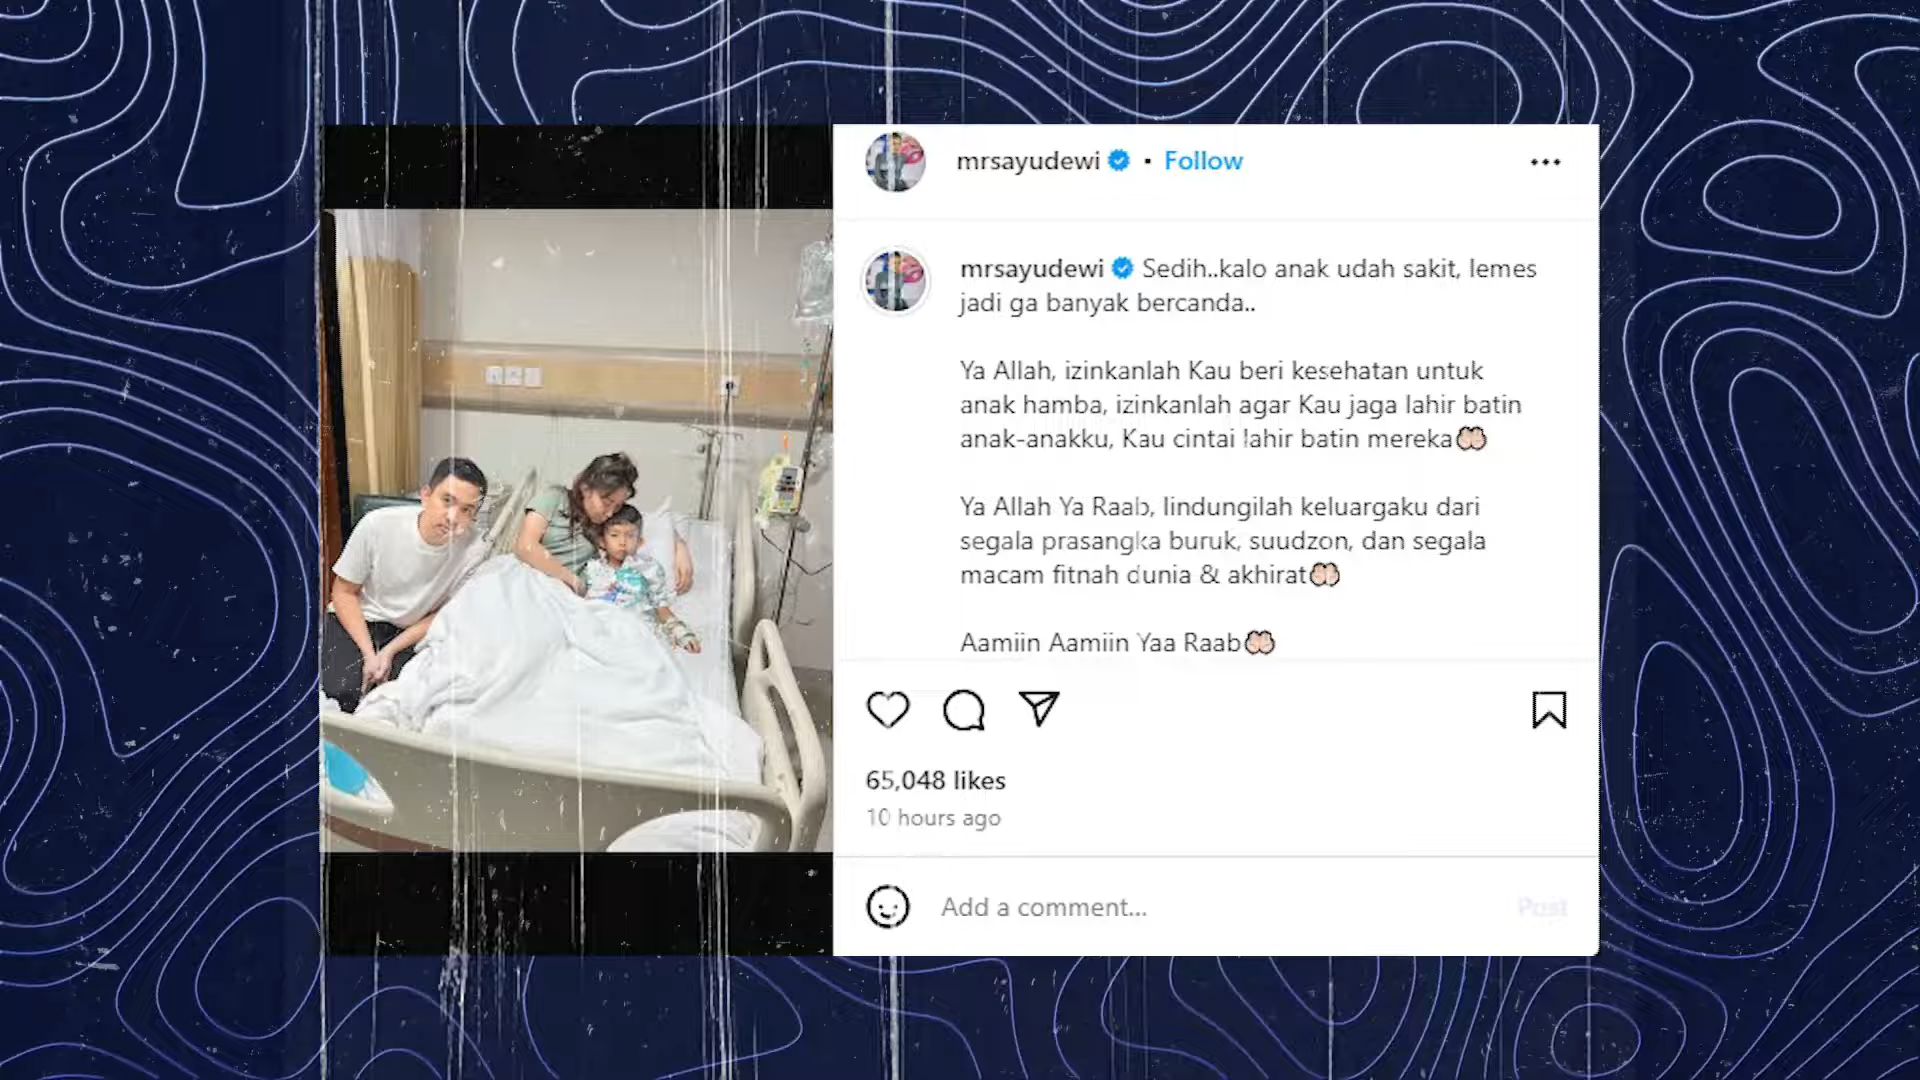 mrsayudewi • Follow
mrsayudewi Sedih..kalo anak udah sakit, lemes
jadi ga banyak bercanda..
Ya Allah, izinkanlah Kau beri kesehatan untuk
anak hamba, izinkanlah agar Kau jaga lahir batin
anak-anakku, Kau cintai lahir batin mereka🤲🏻
Ya Allah Ya Raab, lindungilah keluargaku dari
segala prasangka buruk, suudzon, dan segala
macam fitnah dunia & akhirat🤲🏻
Aamiin Aamiin Yaa Raab🤲🏻
65,048 likes
10 hours ago
Add a comment...
Post